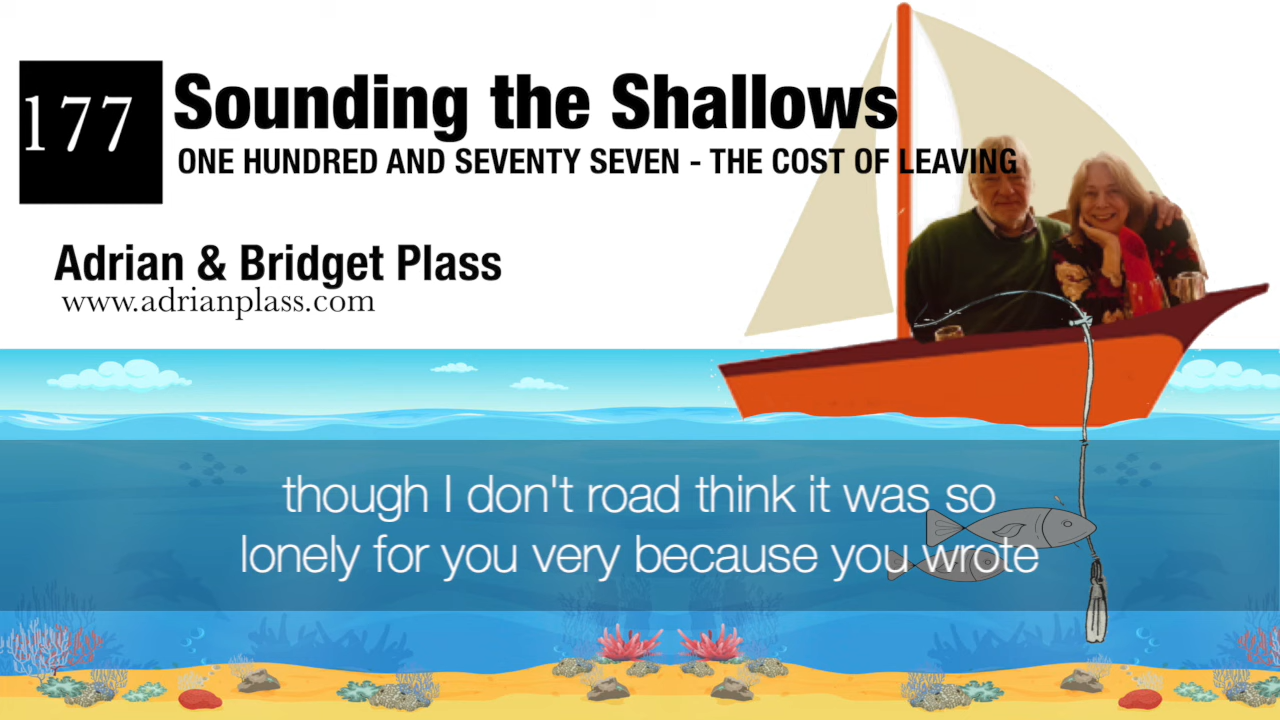 177
Sounding the Shallows
ONE HUNDRED AND SEVENTY SEVEN - THE COST OF LEAVING
Adrian & Bridget Plass
www.adrianplass.com
though I don't road think it was so
lonely for you very because you wrote